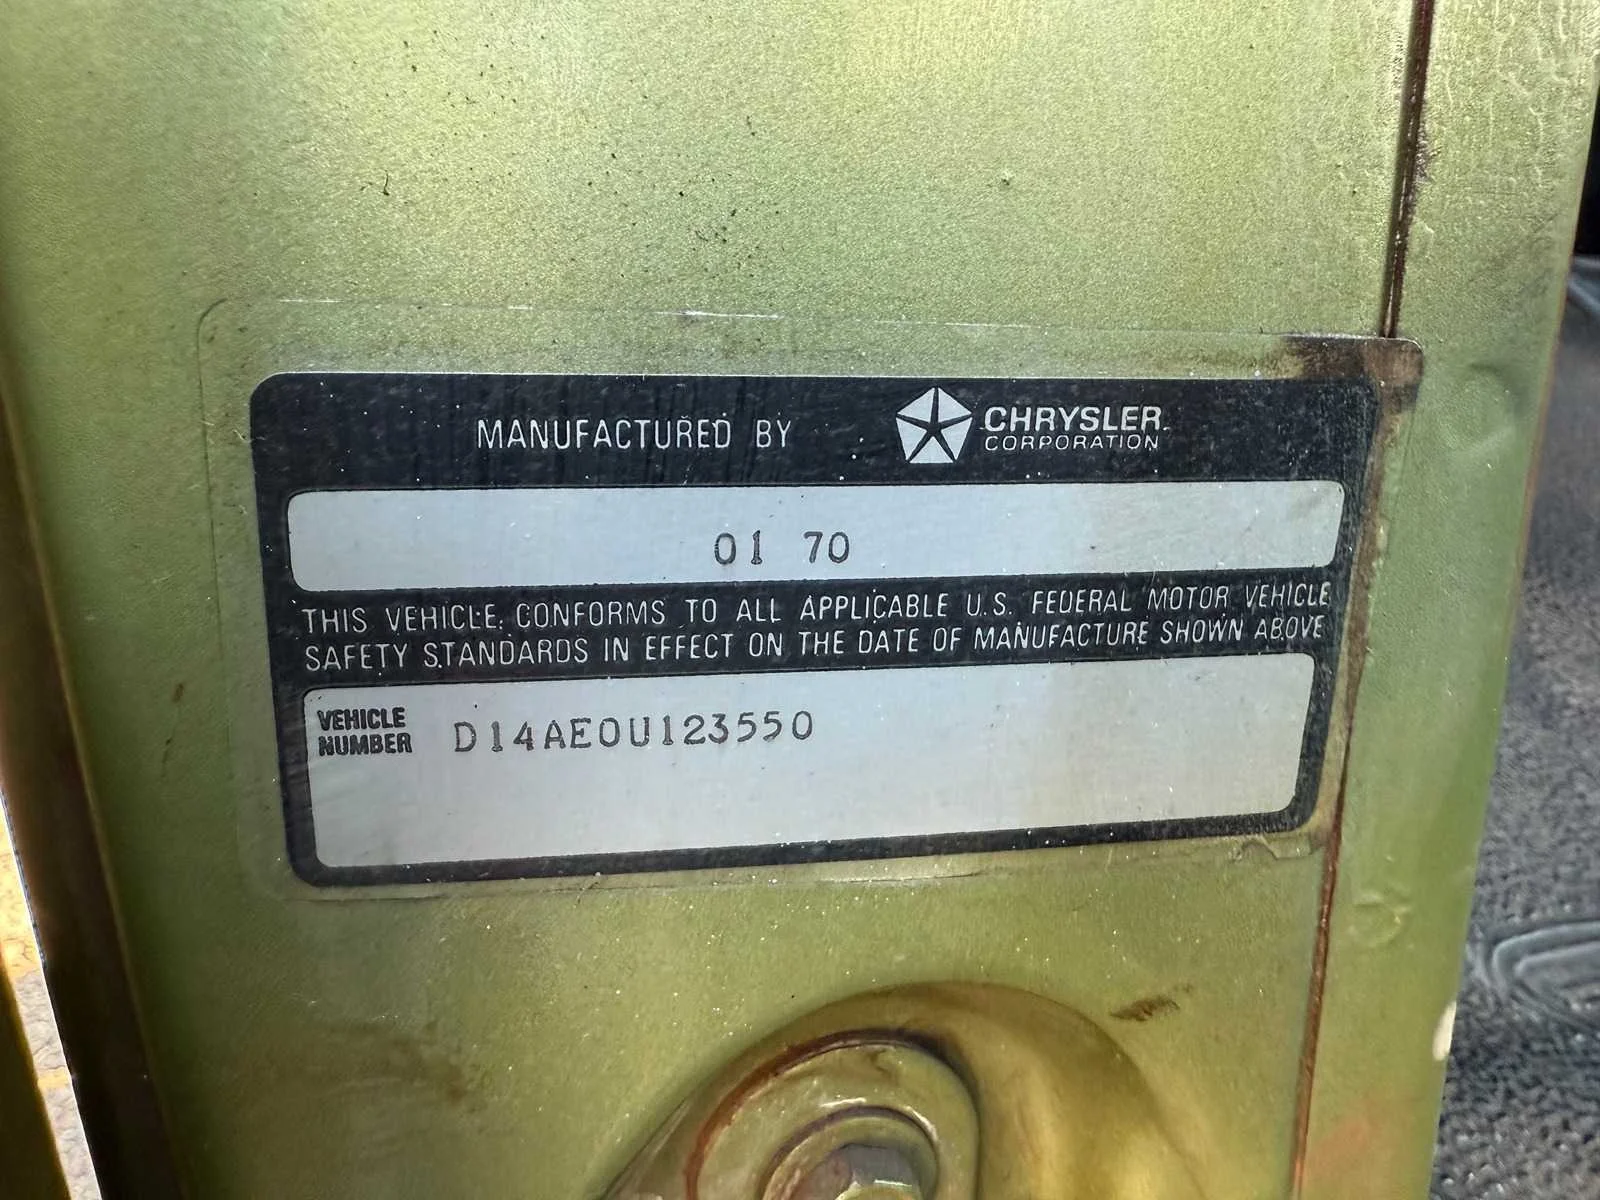 MANUFACTURED BY CHRYSLER
CORPORATION
01 70
THIS VEHICLE CONFORMS TO ALL APPLICABLE U.S. FEDERAL MOTOR VEHICLE
SAFETY STANDARDS IN EFFECT ON THE DATE OF MANUFACTURE SHOWN ABOVE
VEHICLE
NUMBER D14AE0U123550